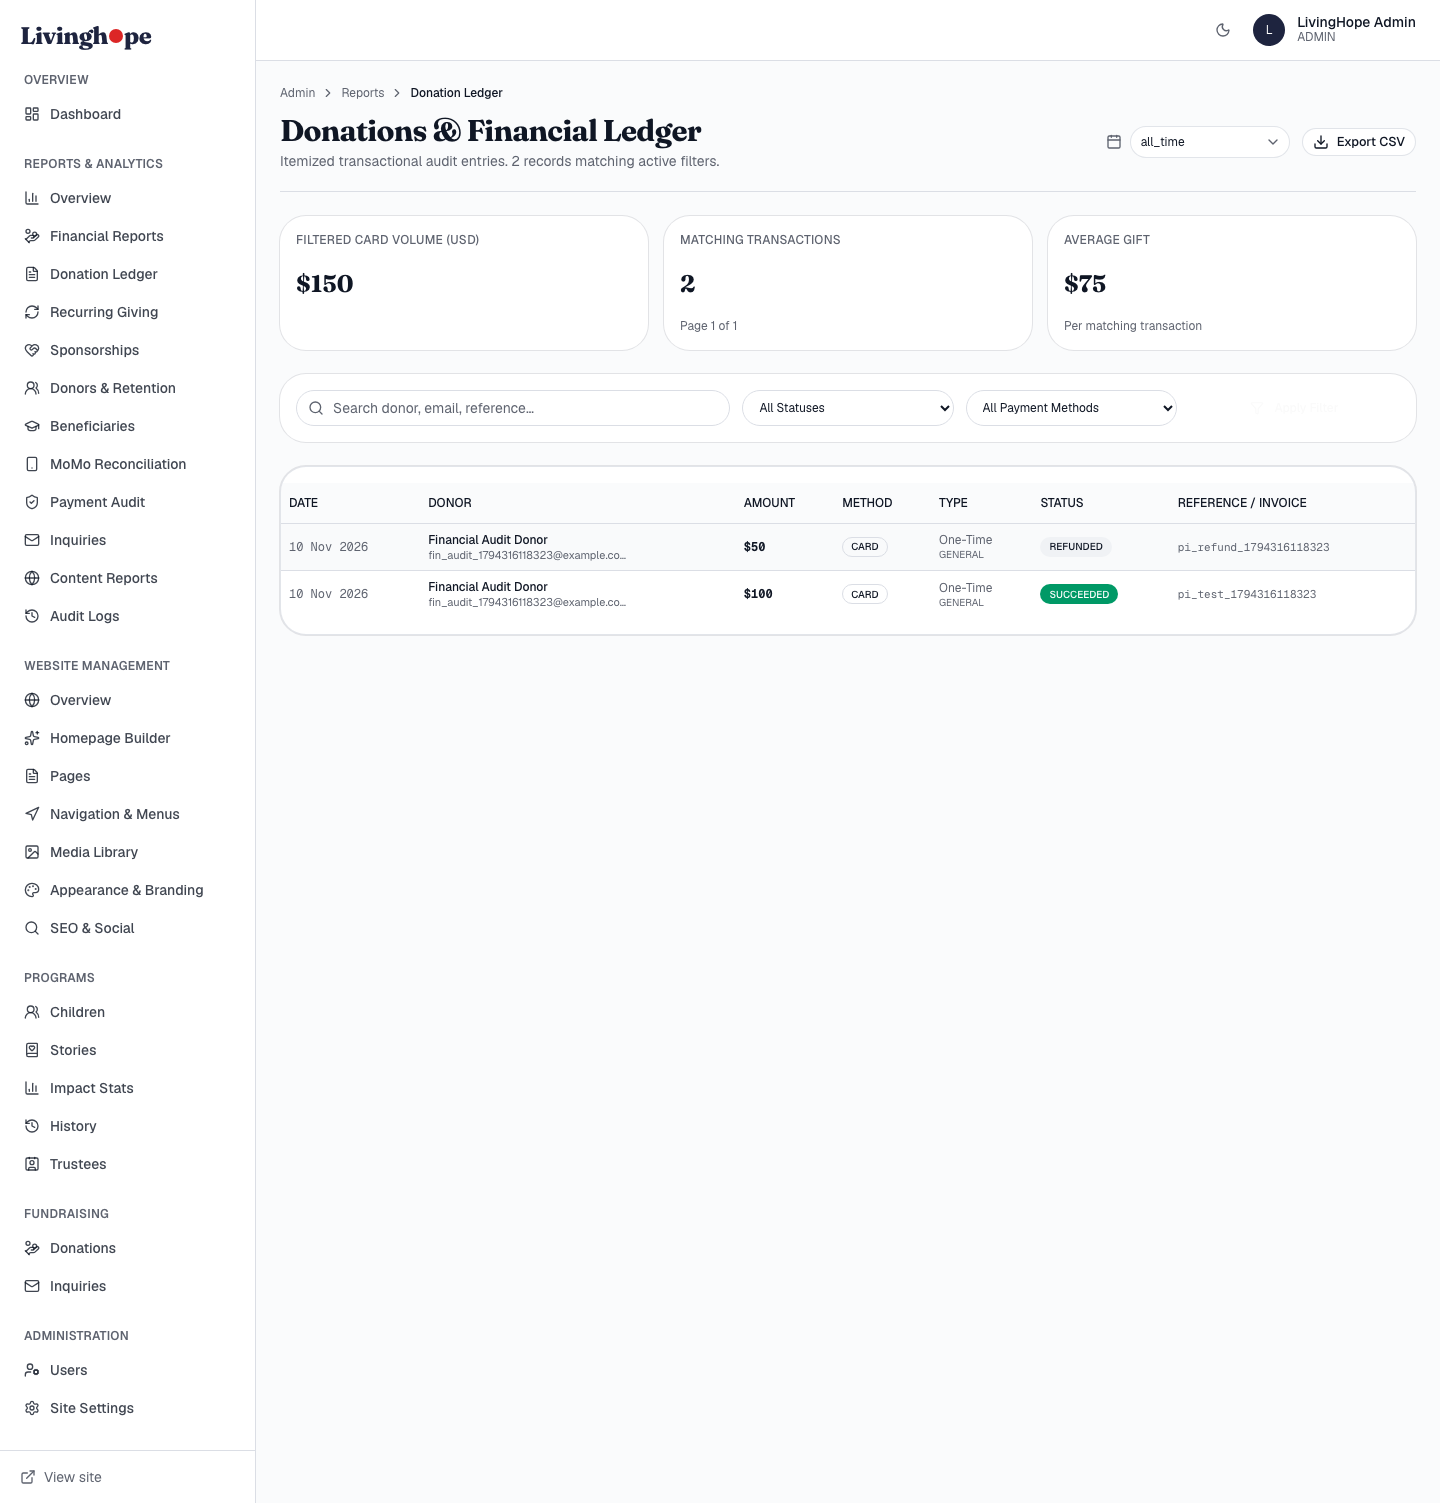 Livinghope
OVERVIEW
Dashboard
REPORTS & ANALYTICS
Overview
Financial Reports
Donation Ledger
Recurring Giving
Sponsorships
Donors & Retention
Beneficiaries
MoMo Reconciliation
Payment Audit
Inquiries
Content Reports
Audit Logs
WEBSITE MANAGEMENT
Overview
Homepage Builder
Pages
Navigation & Menus
Media Library
Appearance & Branding
SEO & Social
PROGRAMS
Children
Stories
Impact Stats
History
Trustees
FUNDRAISING
Donations
Inquiries
ADMINISTRATION
Users
Site Settings
View site
L
LivingHope Admin
ADMIN
Admin > Reports > Donation Ledger
Donations & Financial Ledger
Itemized transactional audit entries. 2 records matching active filters.
all_time
Export CSV
FILTERED CARD VOLUME (USD)
$150
MATCHING TRANSACTIONS
2
Page 1 of 1
AVERAGE GIFT
$75
Per matching transaction
Search donor, email, reference...
All Statuses
All Payment Methods
DATE DONOR AMOUNT METHOD TYPE STATUS REFERENCE / INVOICE
10 Nov 2026 Financial Audit Donor $50 CARD One-Time REFUNDED pi_refund_1794316118323
fin_audit_1794316118323@example.co... GENERAL
10 Nov 2026 Financial Audit Donor $100 CARD One-Time SUCCEEDED pi_test_1794316118323
fin_audit_1794316118323@example.co... GENERAL